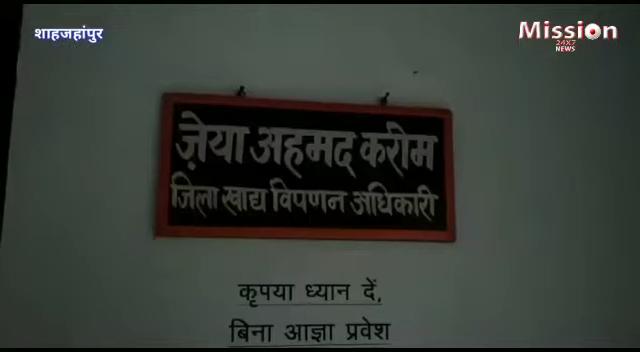 शाहजहांपुर
Mission
24X7
NEWS
ज़ेया अहमद करीम
जिला खाद्य विपणन अधिकारी
कृपया ध्यान दें,
बिना आज्ञा प्रवेश